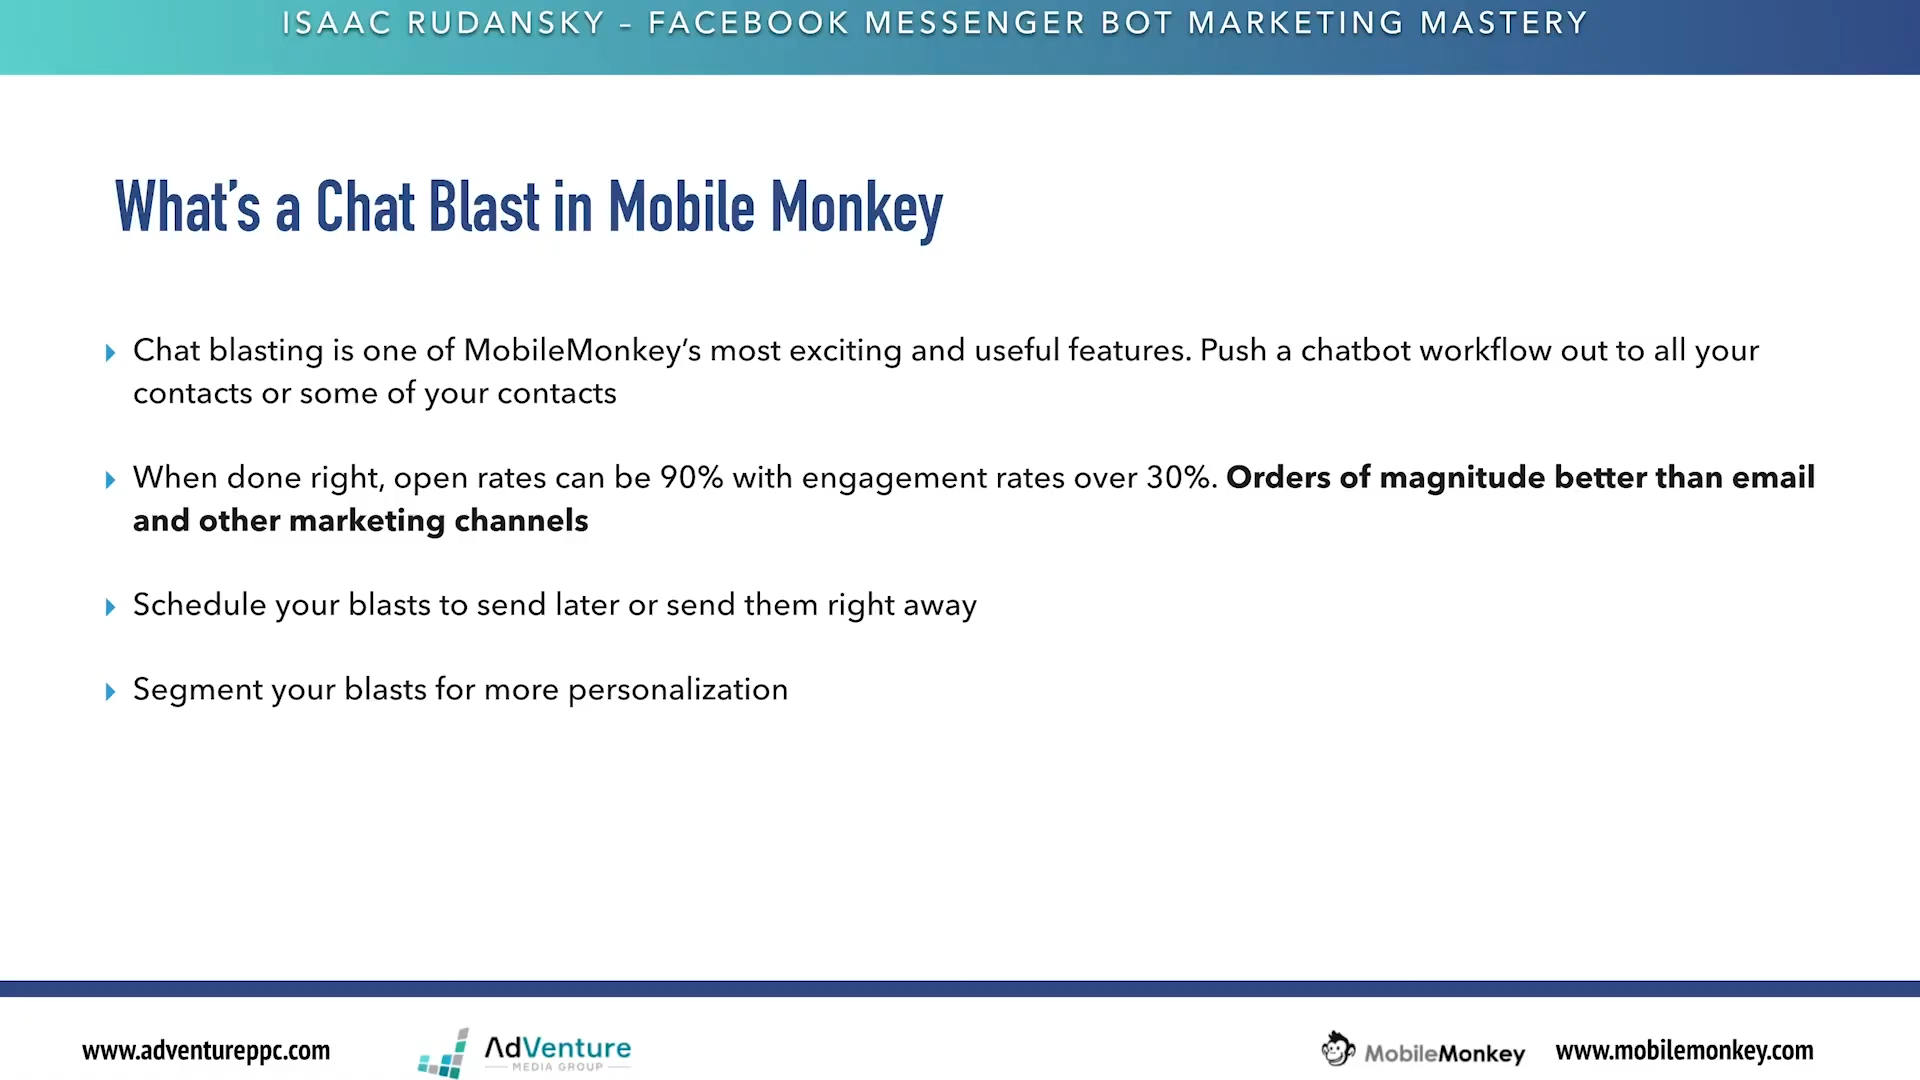 ISAAC RUDANSKY – FACEBOOK MESSENGER BOT MARKETING MASTERY
What's a Chat Blast in Mobile Monkey
Chat blasting is one of MobileMonkey's most exciting and useful features. Push a chatbot workflow out to all your
contacts or some of your contacts
When done right, open rates can be 90% with engagement rates over 30%. Orders of magnitude better than email
and other marketing channels
Schedule your blasts to send later or send them right away
Segment your blasts for more personalization
www.adventureppc.com
AdVenture
MEDIA GROUP
MobileMonkey
www.mobilemonkey.com